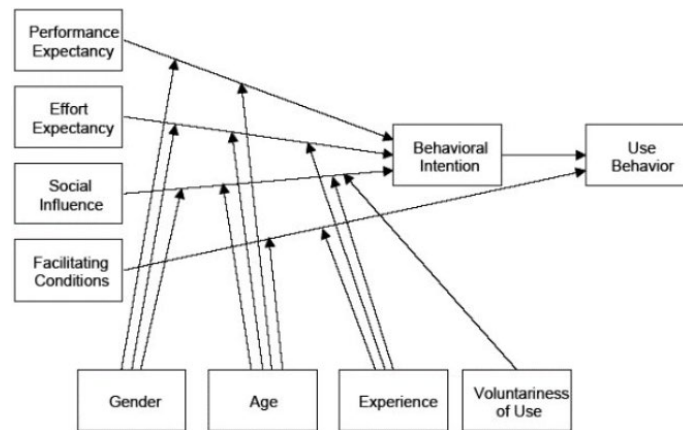 Performance
Expectancy
Effort
Expectancy
Behavioral
Intention
Use
Behavior
Social
Influence
Facilitating
Conditions
Gender
Age
Experience
Voluntariness
of Use